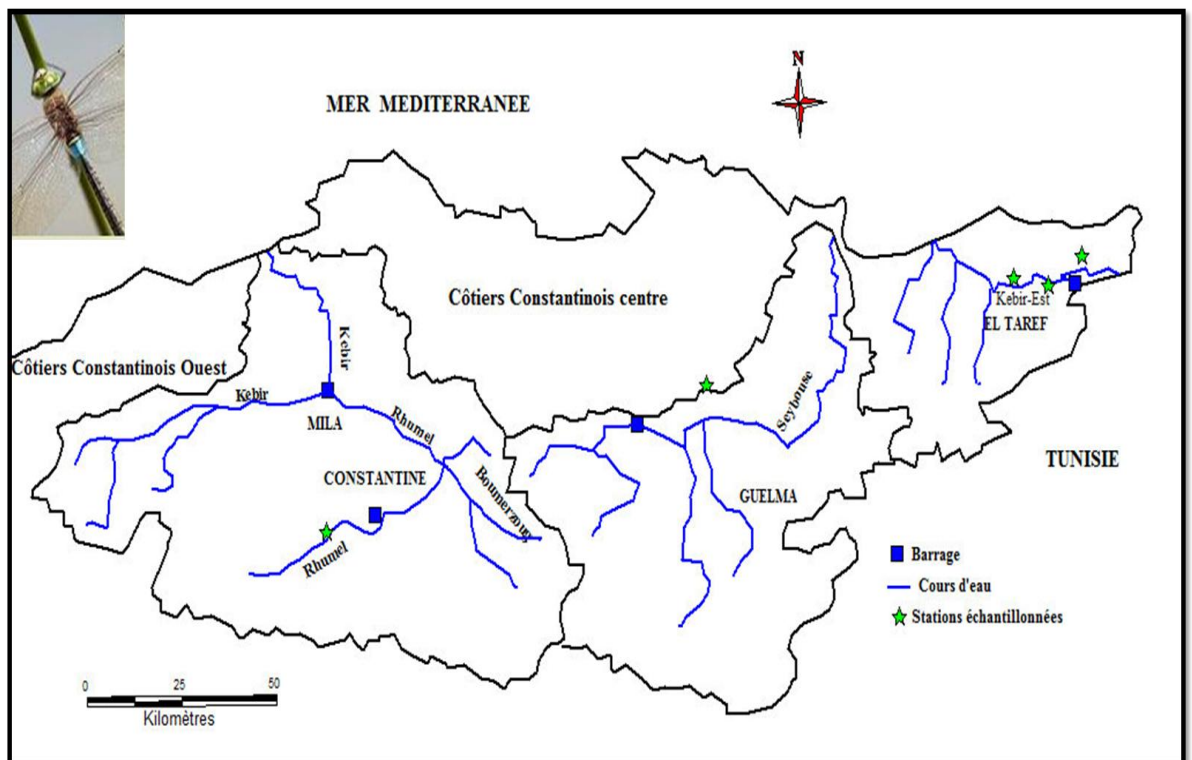 N
MER MEDITERRANEE
Côtiers Constantinois centre
Kebir-Est
EL TAREF
Kebir
Côtiers Constantinois Ouest
Kebir
Seybouse
MILA
Rhumel
TUNISIE
CONSTANTINE
Boumerzoug
GUELMA
Rhumel
Barrage
Cours d'eau
Stations échantillonnées
0 25 50
Kilomètres